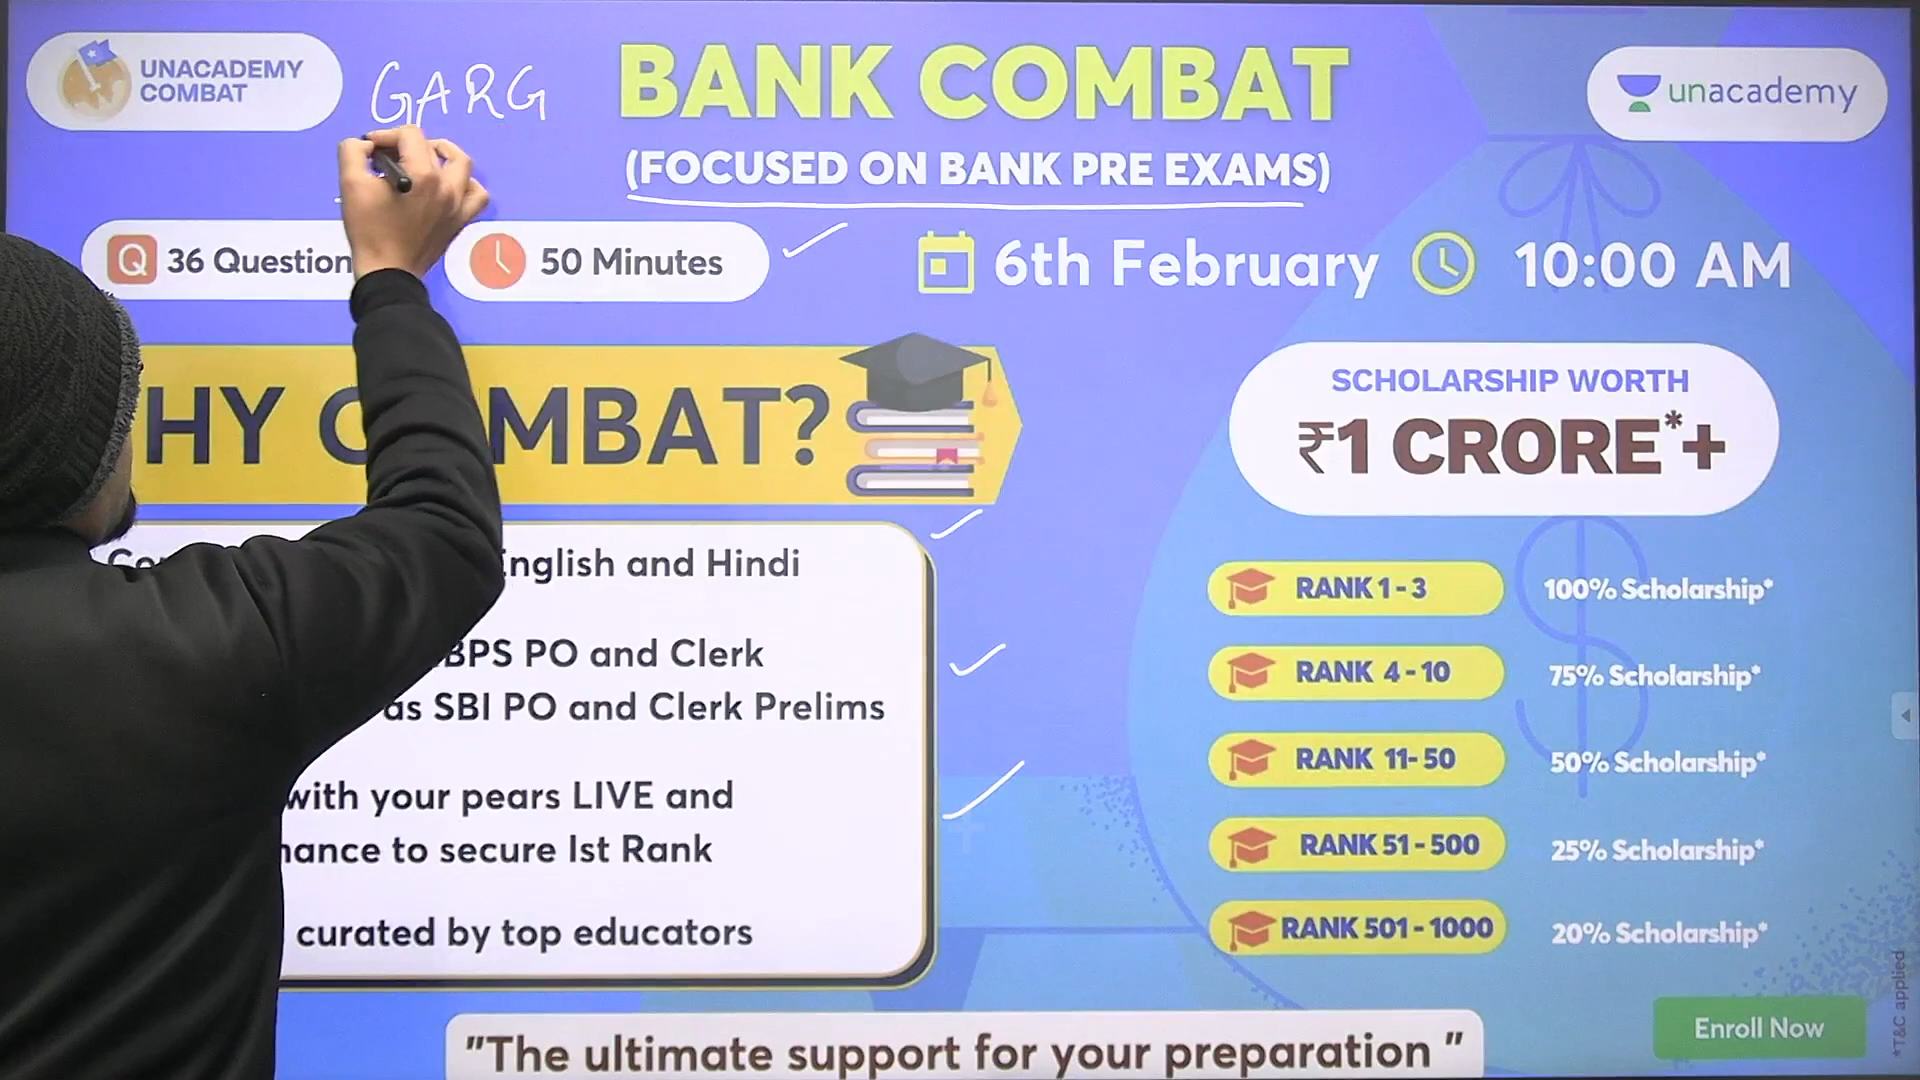 UNACADEMY
COMBAT
GARG
BANK COMBAT
(FOCUSED ON BANK PRE EXAMS)
unacademy
36 Question
50 Minutes
6th February
10:00 AM
HY COMBAT?
SCHOLARSHIP WORTH
₹1 CRORE*+
English and Hindi
BPS PO and Clerk
as SBI PO and Clerk Prelims
with your pears LIVE and
hance to secure Ist Rank
curated by top educators
RANK 1 - 3 100% Scholarship*
RANK 4 - 10 75% Scholarship*
RANK 11- 50 50% Scholarship*
RANK 51 - 500 25% Scholarship*
RANK 501 - 1000 20% Scholarship*
Enroll Now
*T&C applied
"The ultimate support for your preparation "